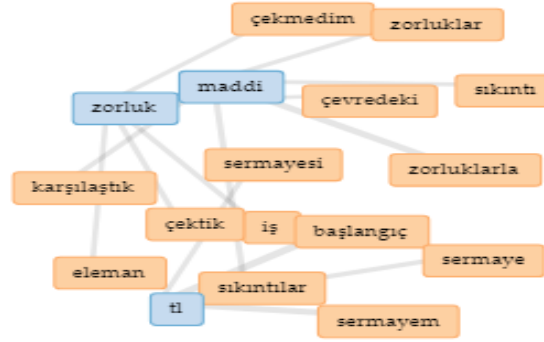 çekmedim
zorluklar
maddi
sıkıntı
zorluk
çevredeki
sermayesi
zorluklarla
karşılaştık
çektik
iş
başlangıç
sermaye
eleman
sıkıntılar
tl
sermayem